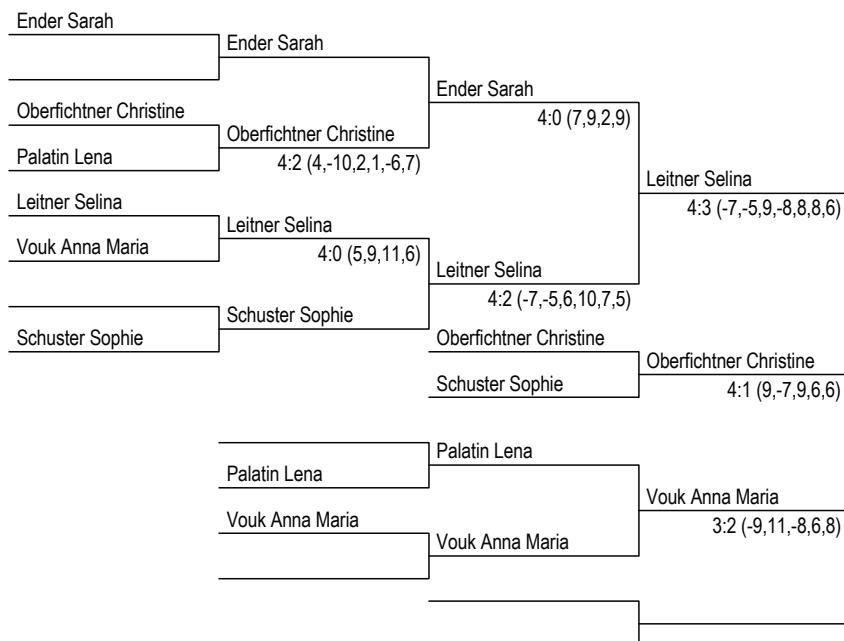 Ender Sarah
Ender Sarah
Ender Sarah
4:0 (7,9,2,9)
Oberfichtner Christine
Oberfichtner Christine
4:2 (4,-10,2,1,-6,7)
Palatin Lena
Leitner Selina
4:3 (-7,-5,9,-8,8,8,6)
Leitner Selina
Leitner Selina
4:0 (5,9,11,6)
Vouk Anna Maria
Leitner Selina
4:2 (-7,-5,6,10,7,5)
Schuster Sophie
Schuster Sophie
Oberfichtner Christine
Oberfichtner Christine
4:1 (9,-7,9,6,6)
Schuster Sophie
Palatin Lena
Palatin Lena
Vouk Anna Maria
3:2 (-9,11,-8,6,8)
Vouk Anna Maria
Vouk Anna Maria